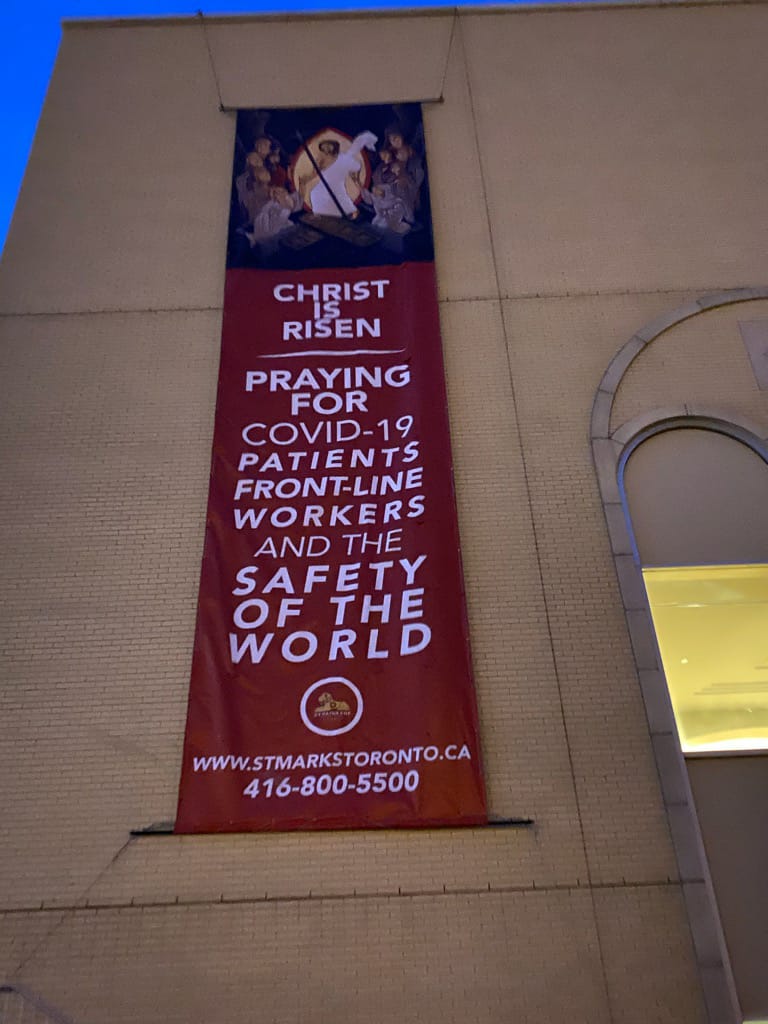 CHRIST
IS
RISEN
PRAYING
FOR
COVID-19
PATIENTS
FRONT-LINE
WORKERS
AND THE
SAFETY
OF THE
WORLD
WWW.STMARKSTORONTO.CA
416-800-5500